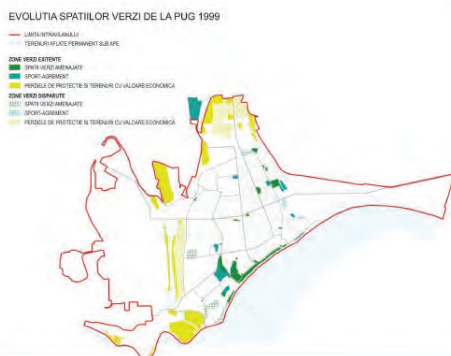 EVOLUTIA SPATIILOR VERZI DE LA PUG 1999
LIMITA INTRAVILANULUI
TERENURI AFLATE PERMANENT SUB APE
ZONE VERZI EXITENTE
SPATII VERZI AMENAJATE
SPORT-AGREMENT
PERDELE DE PROTECTIE SI TERENURI CU VALOARE ECONOMICA
ZONE VERZI DISPARUTE
SPATII VERZI AMENAJATE
SPORT-AGREMENT
PERDELE DE PROTECTIE SI TERENURI CU VALOARE ECONOMICA